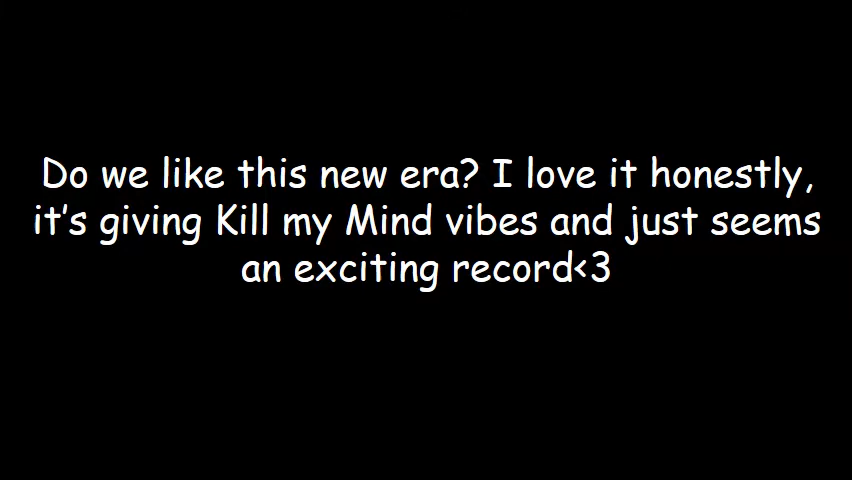 Do we like this new era? I love it honestly,
it's giving Kill my Mind vibes and just seems
an exciting record<3